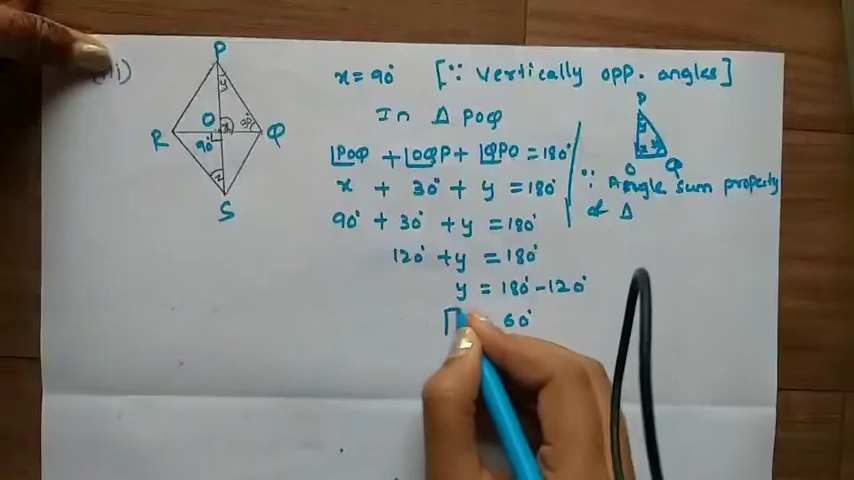 P
y
O
x
30°
R
Q
90°
z
S
x = 90° [∵ vertically opp. angles]
In Δ POQ
∠POQ + ∠OQP + ∠QPO = 180°
x + 30° + y = 180°
90° + 30° + y = 180°
120° + y = 180°
y = 180° - 120°
60°
P
y
x 30°
O Q
∵ Angle sum property
of Δ